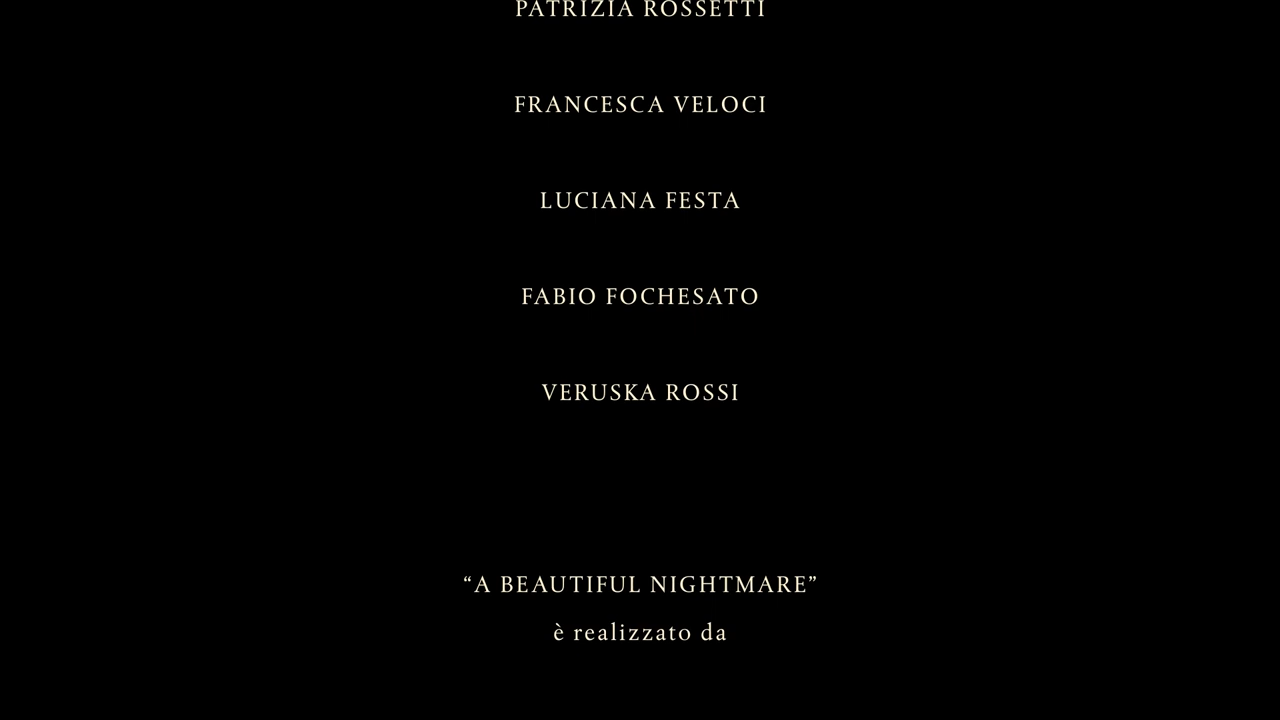 PATRIZIA ROSSETTI
FRANCESCA VELOCI
LUCIANA FESTA
FABIO FOCHESATO
VERUSKA ROSSI
“A BEAUTIFUL NIGHTMARE”
è realizzato da